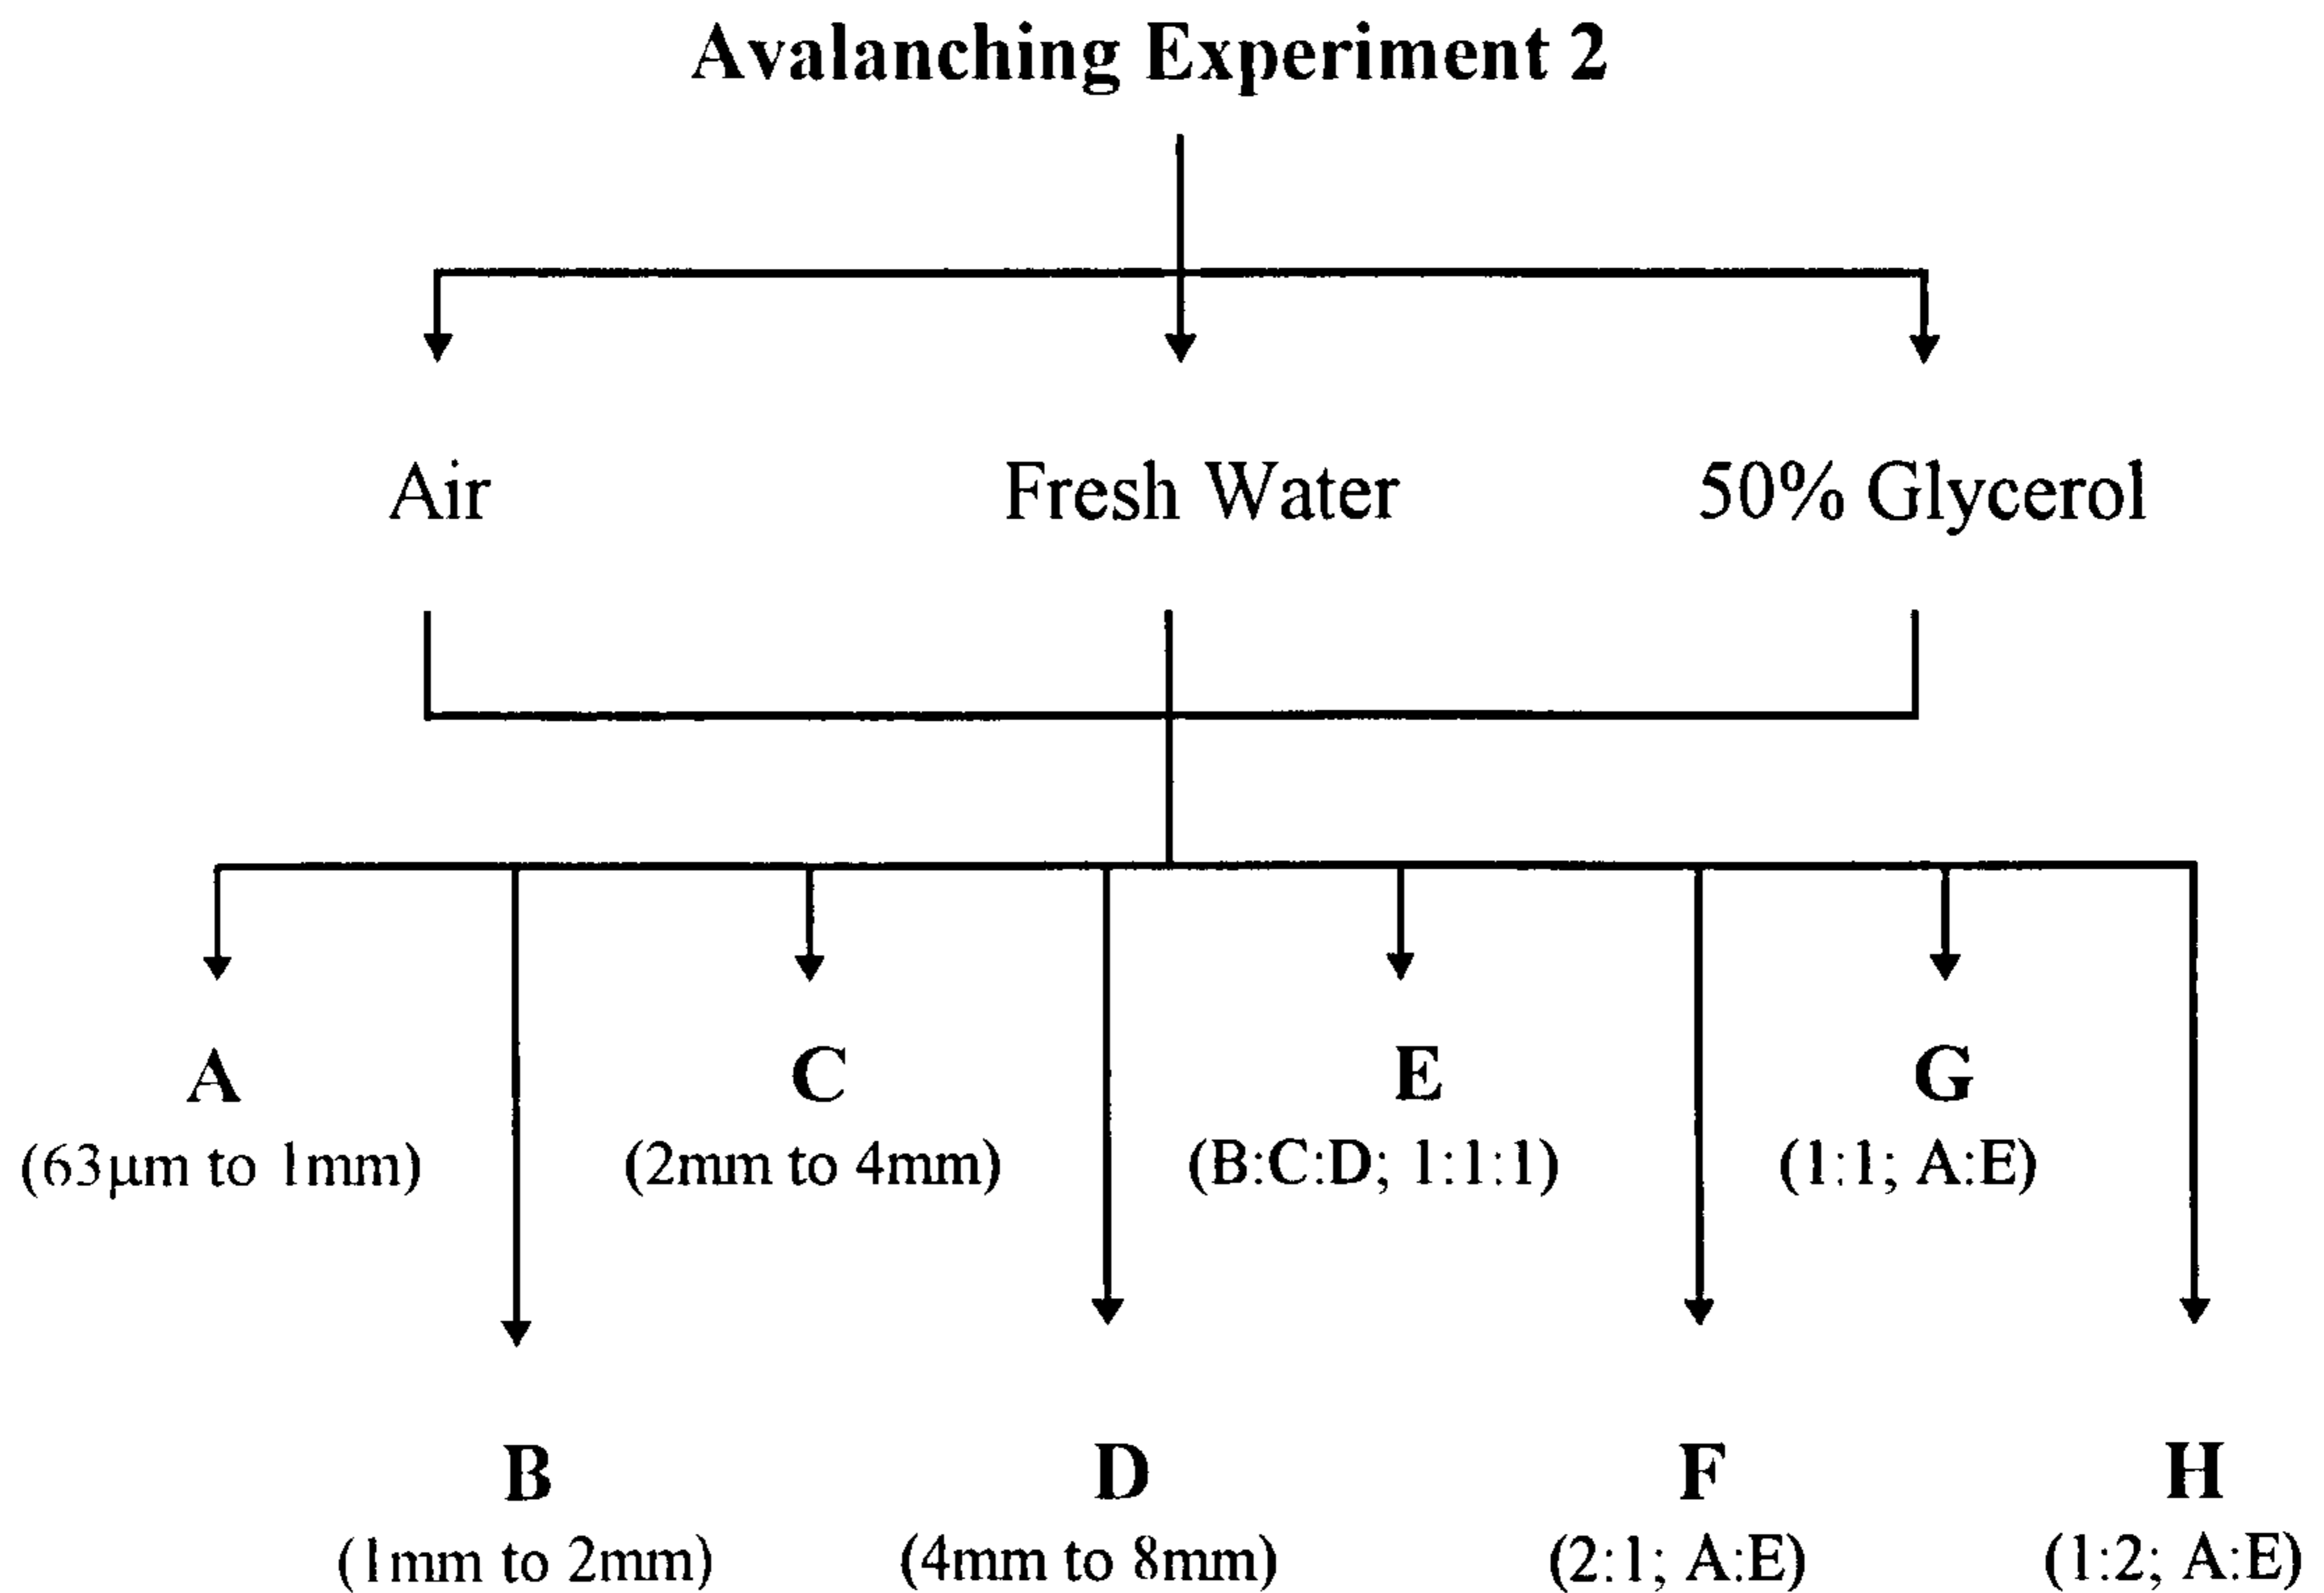 Avalanching Experiment 2
Air
Fresh Water
50% Glycerol
A
(63µm to 1mm)
C
(2mm to 4mm)
E
(B:C:D; 1:1:1)
G
(1:1; A:E)
B
(1mm to 2mm)
D
(4mm to 8mm)
F
(2:1; A:E)
H
(1:2; A:E)